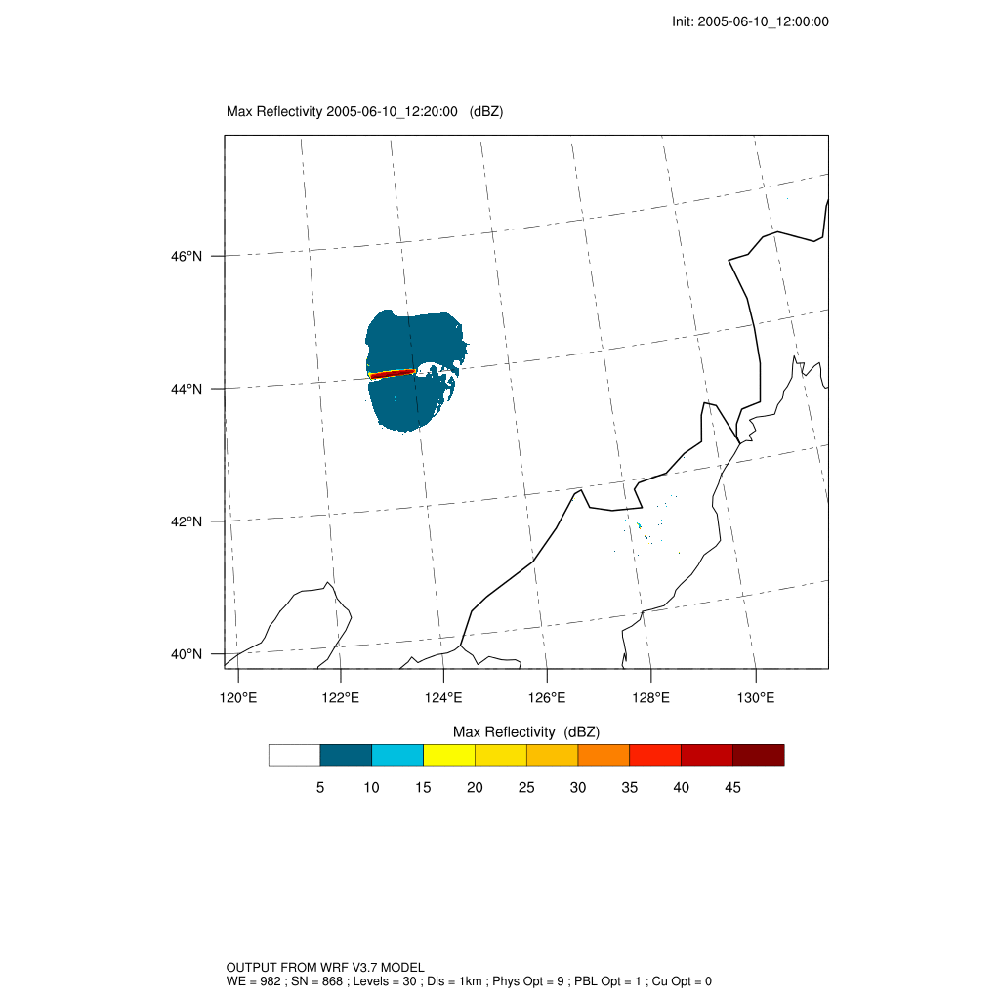 Init: 2005-06-10_12:00:00
Max Reflectivity 2005-06-10_12:20:00 (dBZ)
46°N
44°N
42°N
40°N
120°E 122°E 124°E 126°E 128°E 130°E
Max Reflectivity (dBZ)
5 10 15 20 25 30 35 40 45
OUTPUT FROM WRF V3.7 MODEL
WE = 982 ; SN = 868 ; Levels = 30 ; Dis = 1km ; Phys Opt = 9 ; PBL Opt = 1 ; Cu Opt = 0